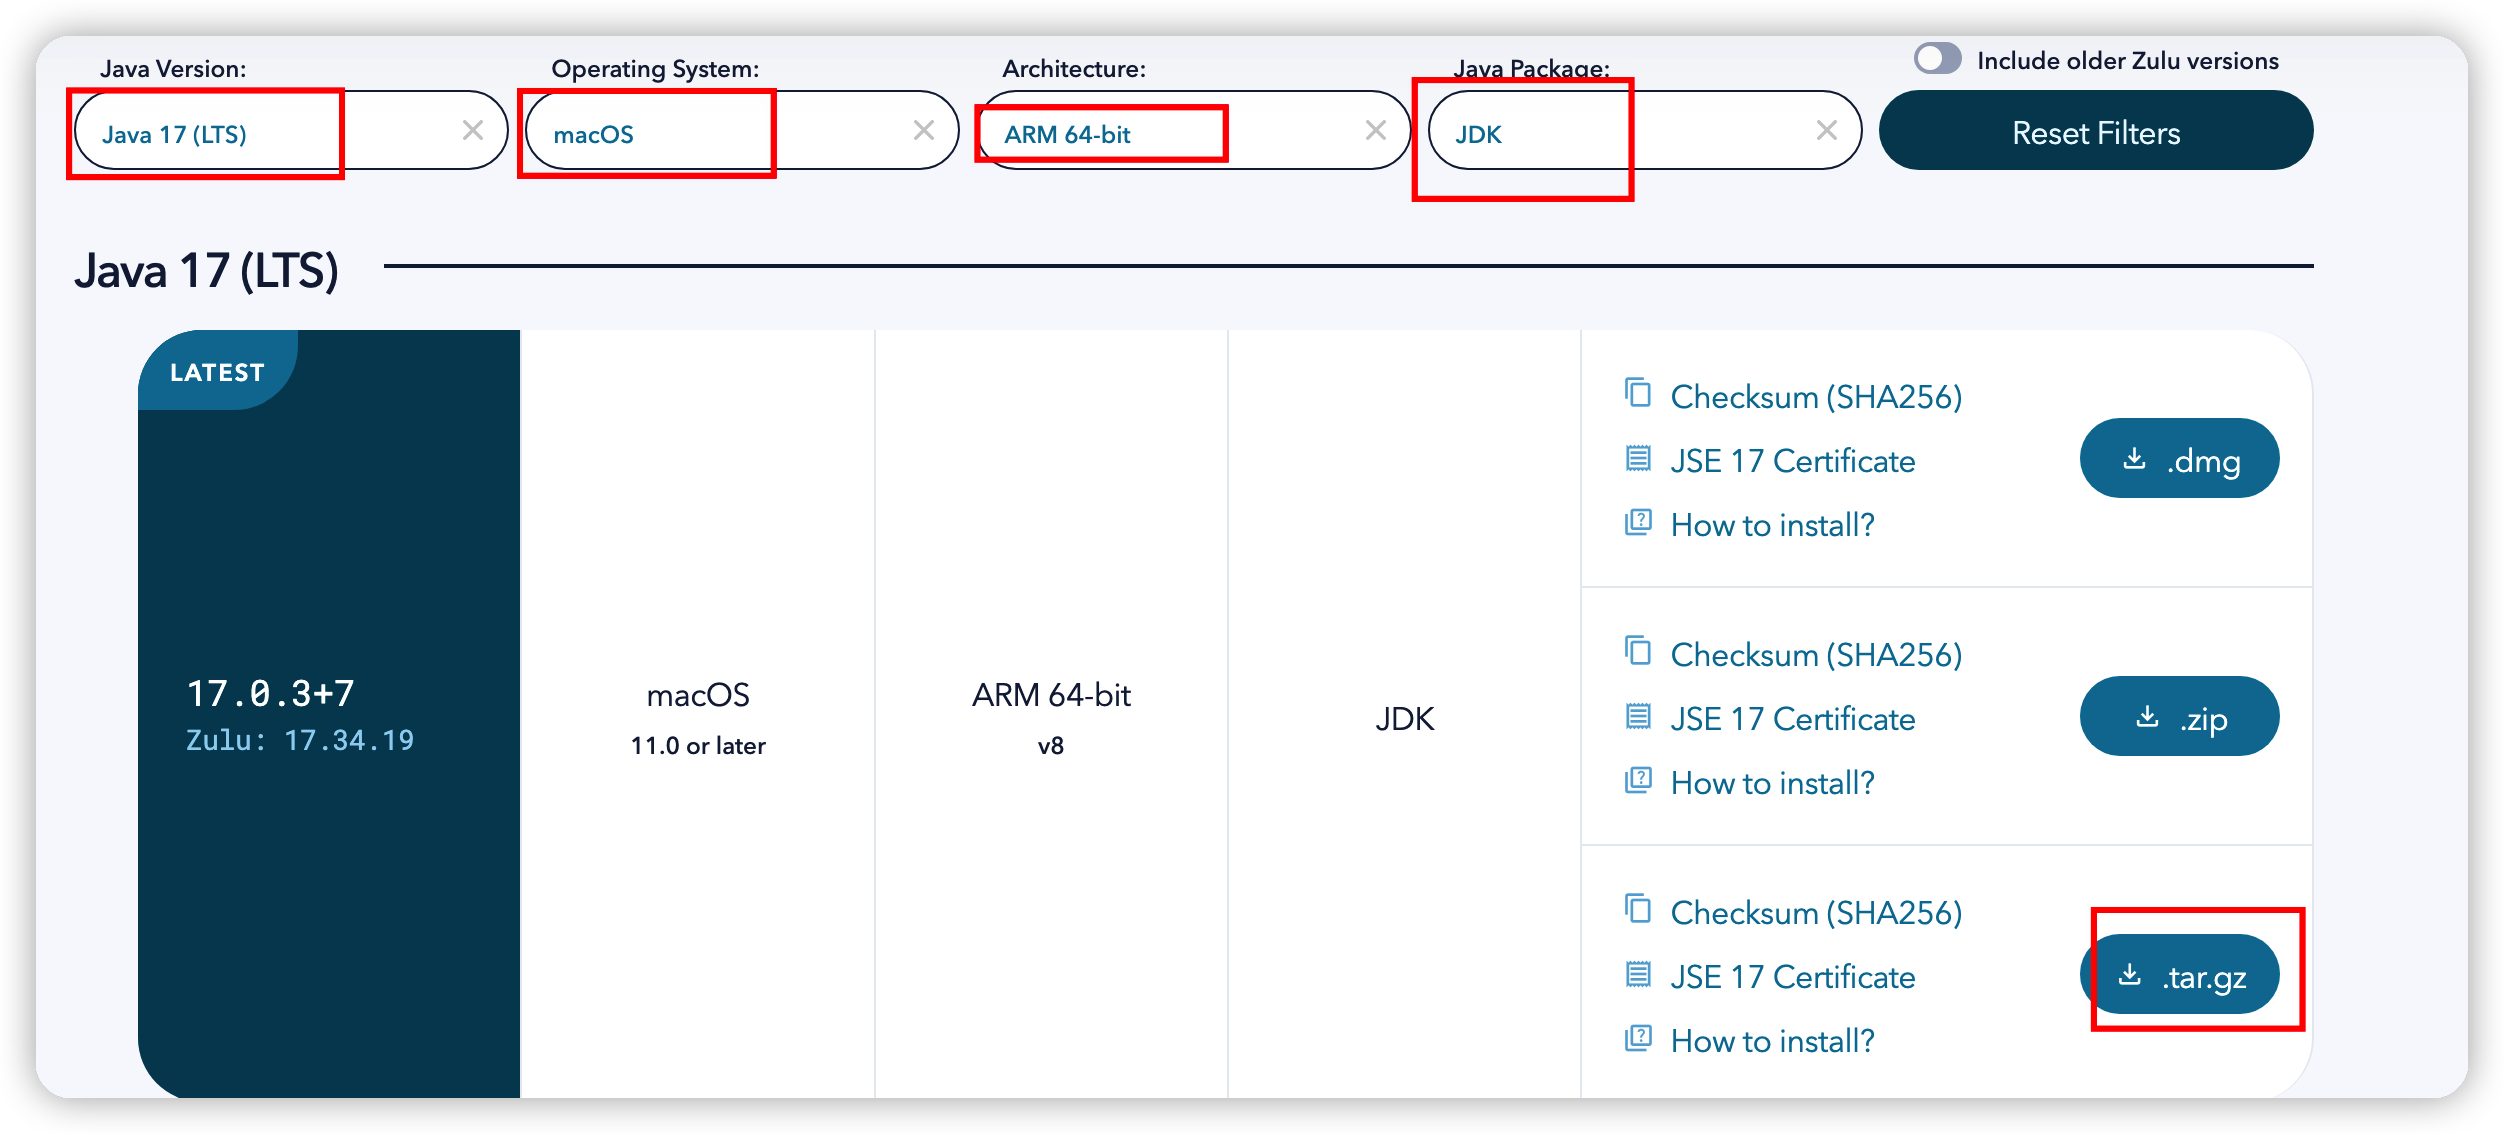 Java Version:
Operating System:
Architecture:
Java Package:
Include older Zulu versions
Java 17 (LTS)
macOS
ARM 64-bit
JDK
Reset Filters
Java 17 (LTS)
LATEST
17.0.3+7
Zulu: 17.34.19
macOS
11.0 or later
ARM 64-bit
v8
JDK
Checksum (SHA256)
JSE 17 Certificate
How to install?
.dmg
Checksum (SHA256)
JSE 17 Certificate
How to install?
.zip
Checksum (SHA256)
JSE 17 Certificate
How to install?
.tar.gz